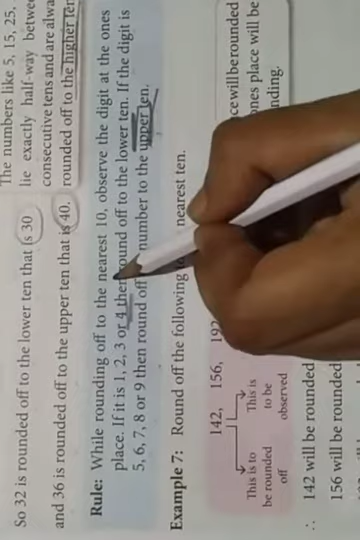 The numbers like 5, 15, 25,
lie exactly half-way
consecutive tens and are
rounded off to the higher
So 32 is rounded off to the lower ten that is 30
and 36 is rounded off to the upper ten that is 40.
Rule: While rounding off to the nearest 10, observe the digit at the ones
place. If it is 1, 2, 3 or 4 then round off to the lower ten. If the digit is
5, 6, 7, 8 or 9 then round off number to the upper ten.
Example 7: Round off the following nearest ten.
142, 156,
This is to
be rounded
off
This is
to be
observed
∴ 142 will be rounded
156 will be rounded
will be rounded
ones place will be